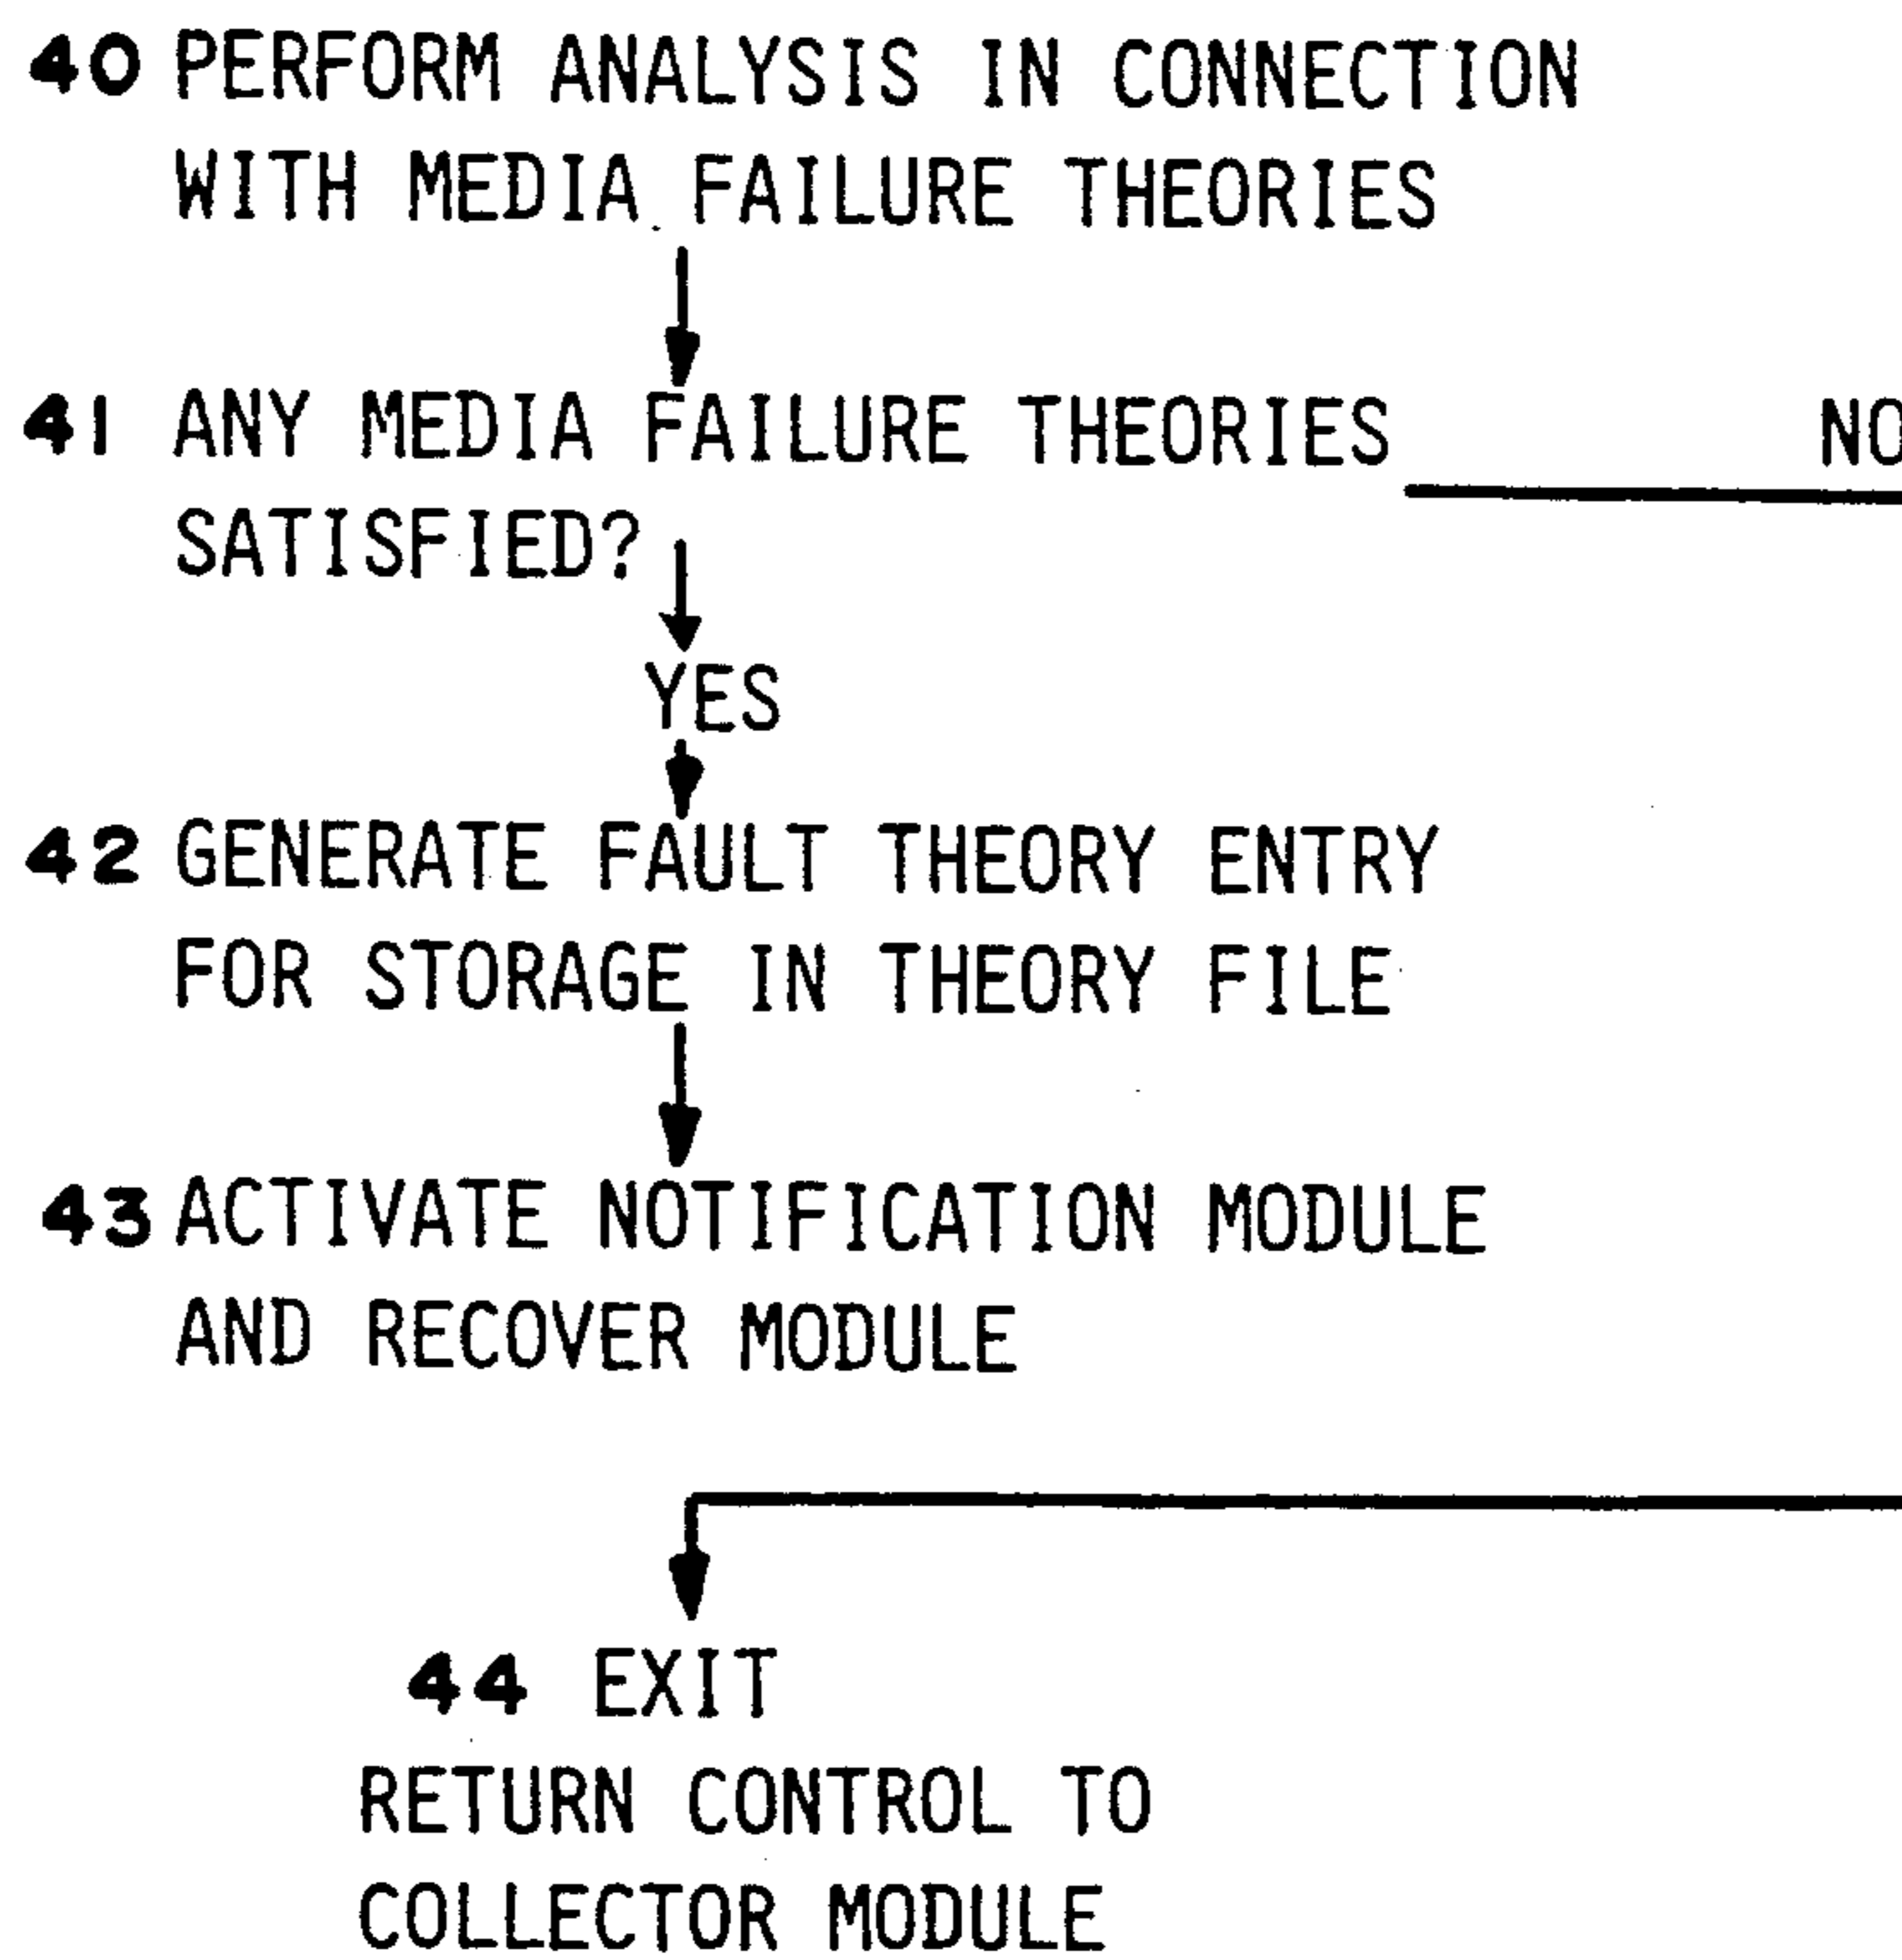 40 PERFORM ANALYSIS IN CONNECTION
WITH MEDIA FAILURE THEORIES
41 ANY MEDIA FAILURE THEORIES NO
SATISFIED?
YES
42 GENERATE FAULT THEORY ENTRY
FOR STORAGE IN THEORY FILE
43 ACTIVATE NOTIFICATION MODULE
AND RECOVER MODULE
44 EXIT
RETURN CONTROL TO
COLLECTOR MODULE